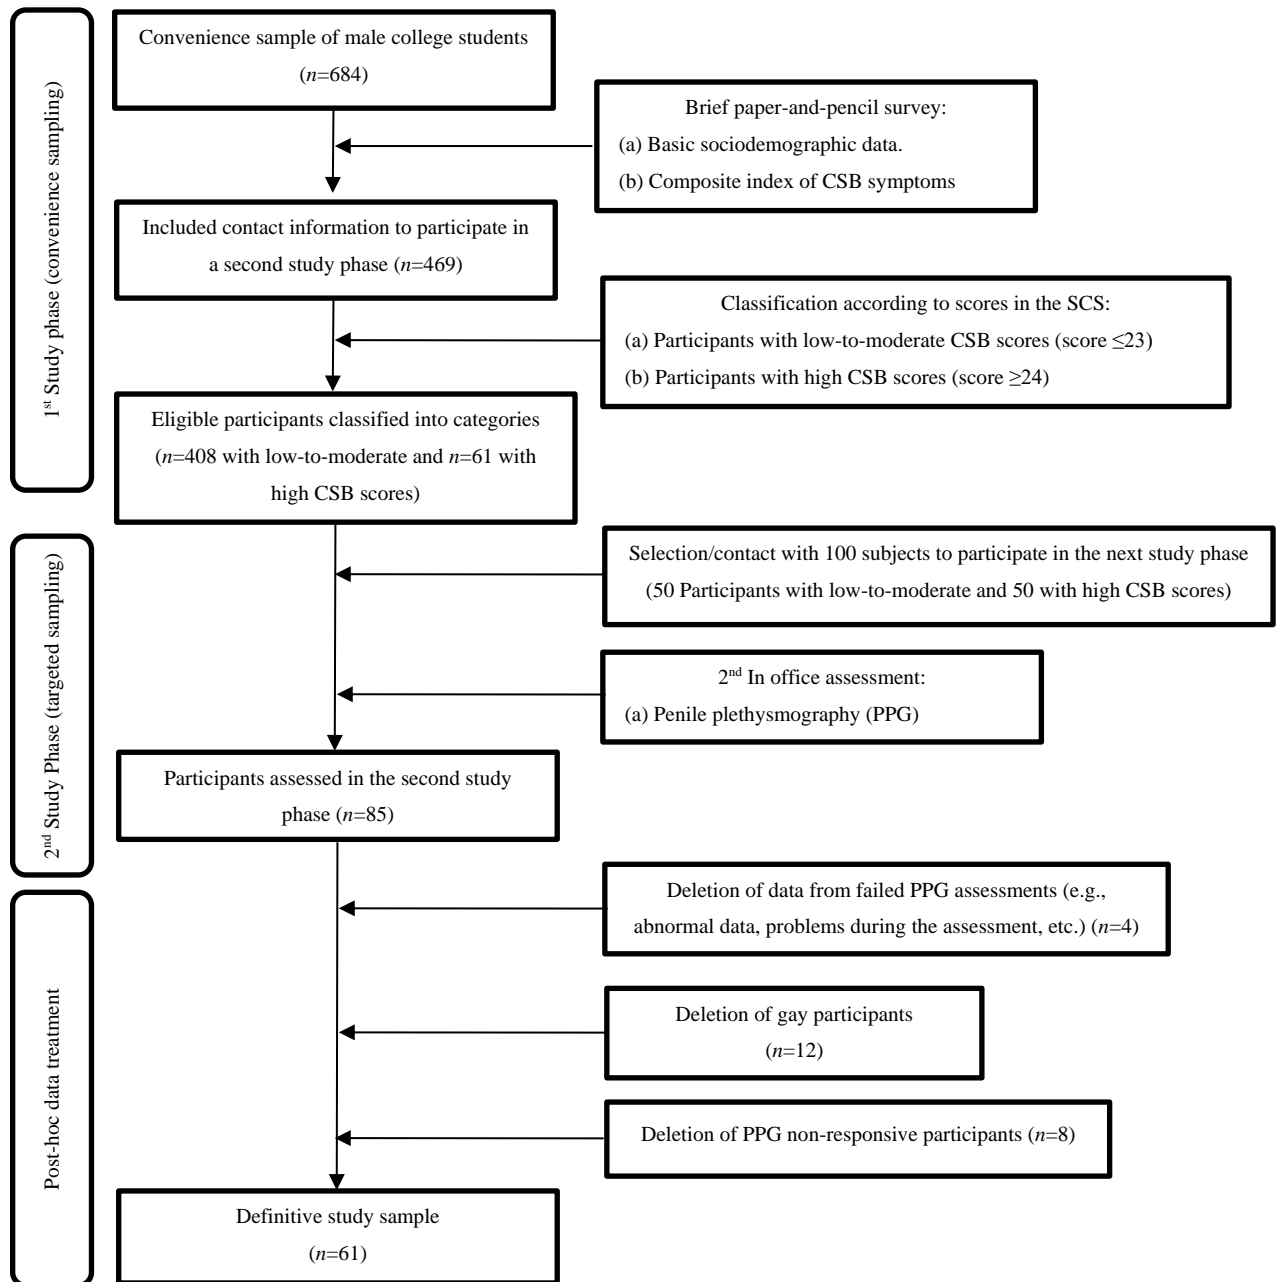 1st Study phase (convenience sampling)
Convenience sample of male college students
(n=684)
Brief paper-and-pencil survey:
(a) Basic sociodemographic data.
(b) Composite index of CSB symptoms
Included contact information to participate in
a second study phase (n=469)
Classification according to scores in the SCS:
(a) Participants with low-to-moderate CSB scores (score ≤23)
(b) Participants with high CSB scores (score ≥24)
Eligible participants classified into categories
(n=408 with low-to-moderate and n=61 with
high CSB scores)
2nd Study Phase (targeted sampling)
Selection/contact with 100 subjects to participate in the next study phase
(50 Participants with low-to-moderate and 50 with high CSB scores)
2nd In office assessment:
(a) Penile plethysmography (PPG)
Participants assessed in the second study
phase (n=85)
Post-hoc data treatment
Deletion of data from failed PPG assessments (e.g.,
abnormal data, problems during the assessment, etc.) (n=4)
Deletion of gay participants
(n=12)
Deletion of PPG non-responsive participants (n=8)
Definitive study sample
(n=61)